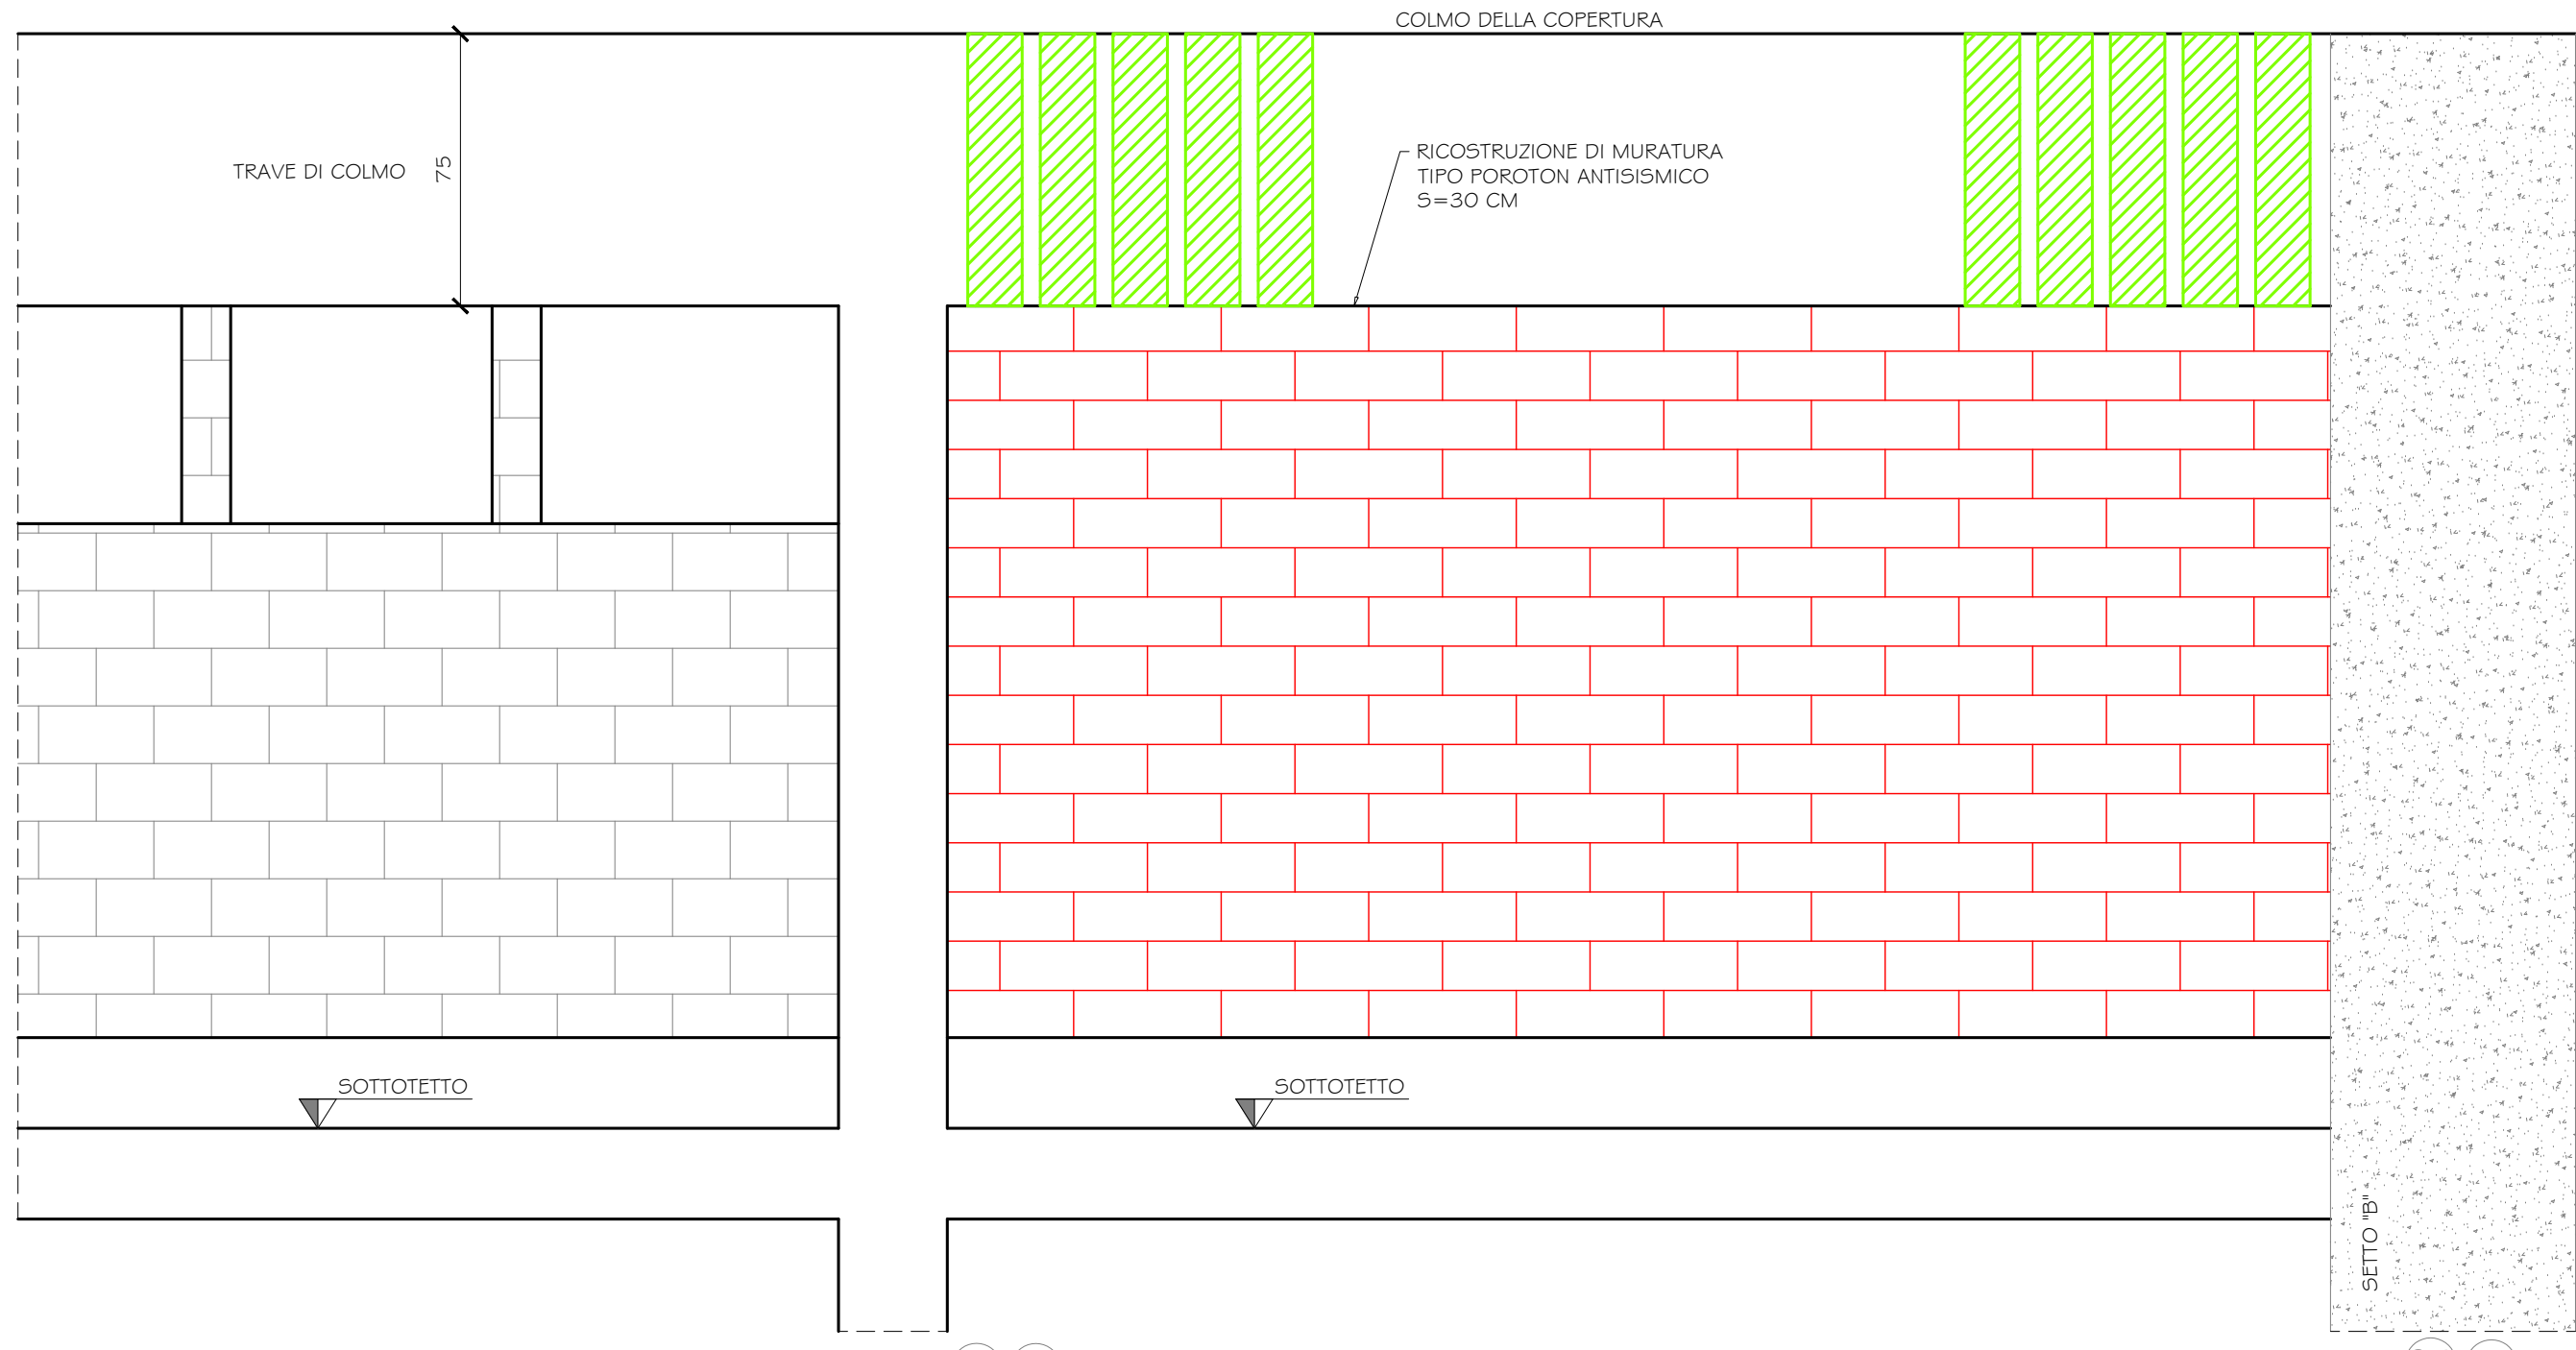 COLMO DELLA COPERTURA
TRAVE DI COLMO
75
RICOSTRUZIONE DI MURATURA
TIPO POROTON ANTISISMICO
S=30 CM
SOTTOTETTO
SOTTOTETTO
SETTO "B"